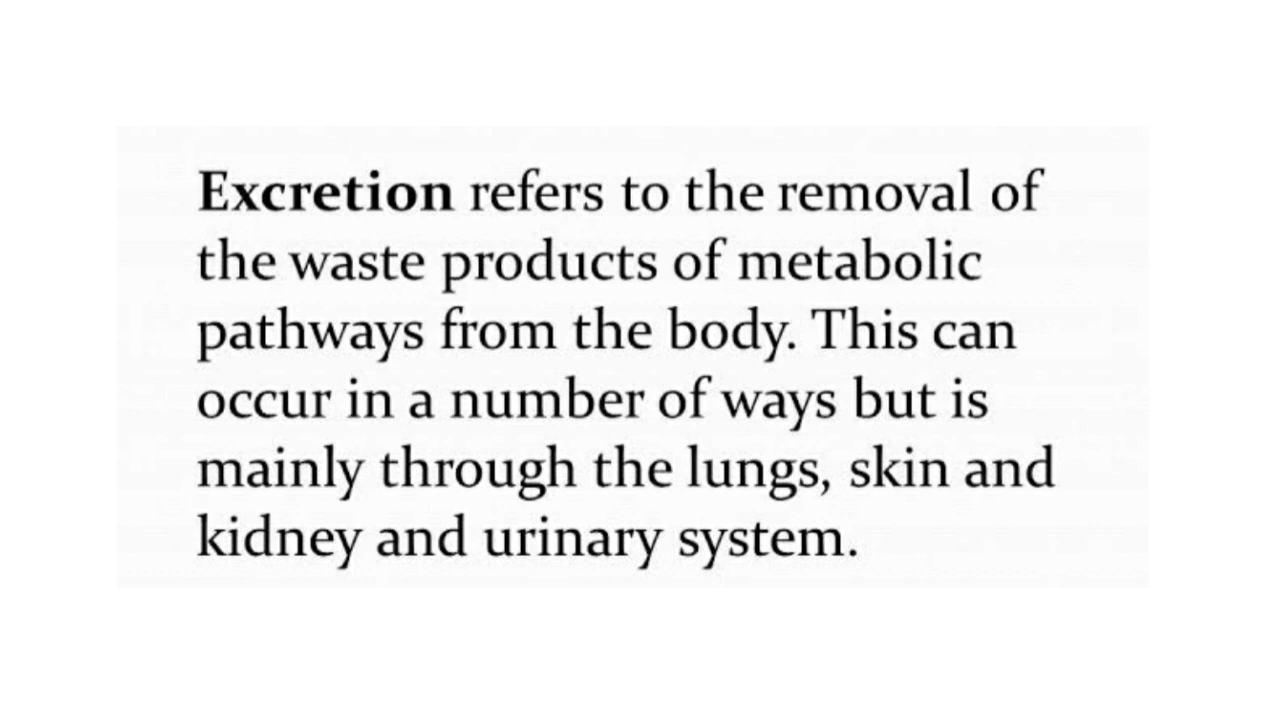 Excretion refers to the removal of
the waste products of metabolic
pathways from the body. This can
occur in a number of ways but is
mainly through the lungs, skin and
kidney and urinary system.